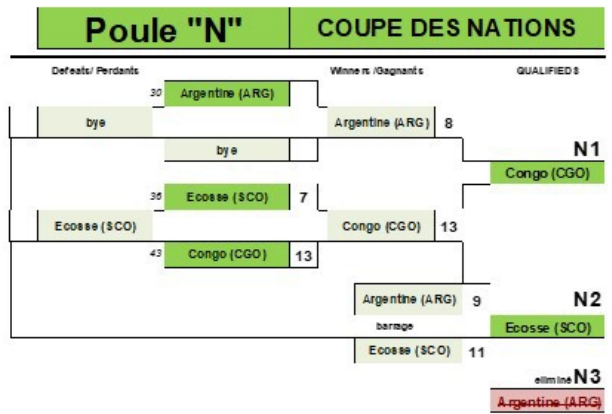 Poule "N" COUPE DES NATIONS
Defeats/ Perdants Winners /Gagnants QUALIFIEDS
30 Argentine (ARG)
bye Argentine (ARG) 8
bye N1
Congo (CGO)
36 Ecosse (SCO) 7
Ecosse (SCO) Congo (CGO) 13
43 Congo (CGO) 13
Argentine (ARG) 9 N2
barrage Ecosse (SCO)
Ecosse (SCO) 11
eliminé N3
Argentine (ARG)